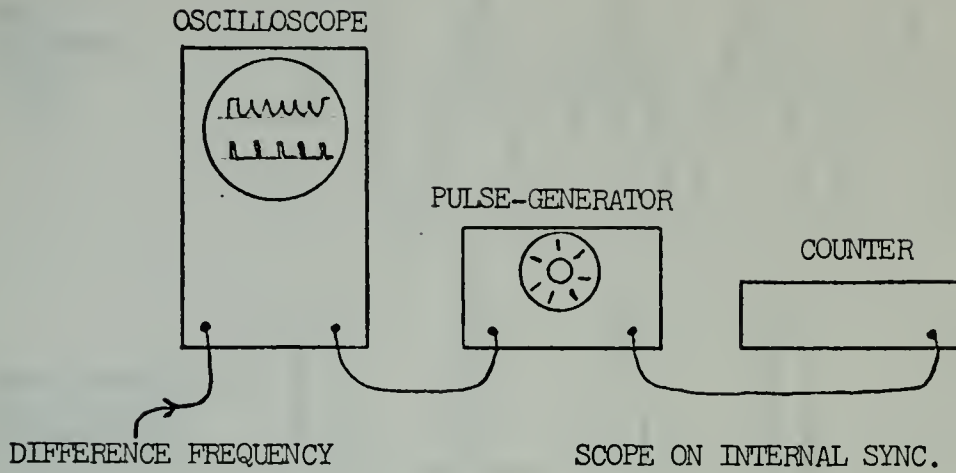 OSCILLOSCOPE
PULSE-GENERATOR
COUNTER
DIFFERENCE FREQUENCY
SCOPE ON INTERNAL SYNC.